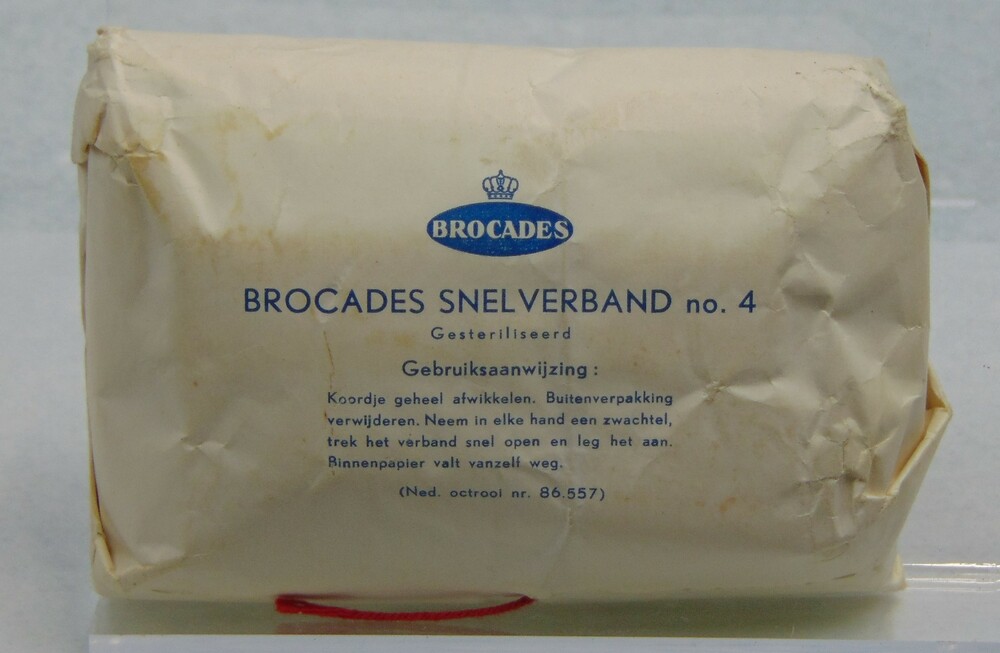 BROCADES
BROCADES SNELVERBAND no. 4
Gesteriliseerd
Gebruiksaanwijzing :
Koordje geheel afwikkelen. Buitenverpakking
verwijderen. Neem in elke hand een zwachtel,
trek het verband snel open en leg het aan.
Binnenpapier valt vanzelf weg.
(Ned. octrooi nr. 86.557)